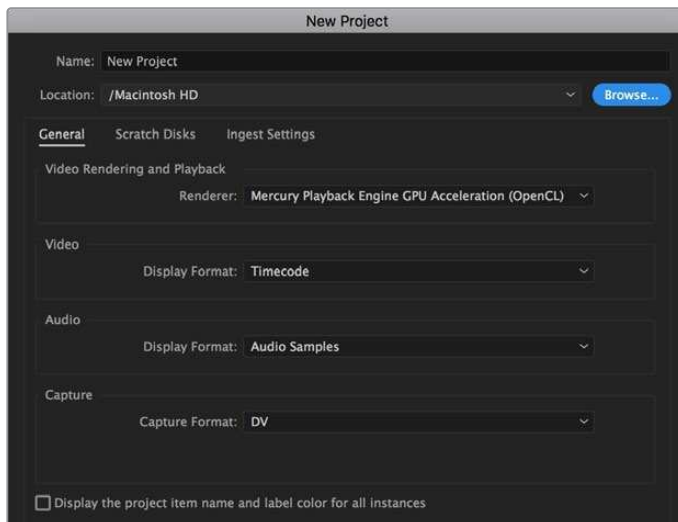 New Project
Name: New Project
Location: /Macintosh HD Browse...
General Scratch Disks Ingest Settings
Video Rendering and Playback
Renderer: Mercury Playback Engine GPU Acceleration (OpenCL)
Video
Display Format: Timecode
Audio
Display Format: Audio Samples
Capture
Capture Format: DV
Display the project item name and label color for all instances